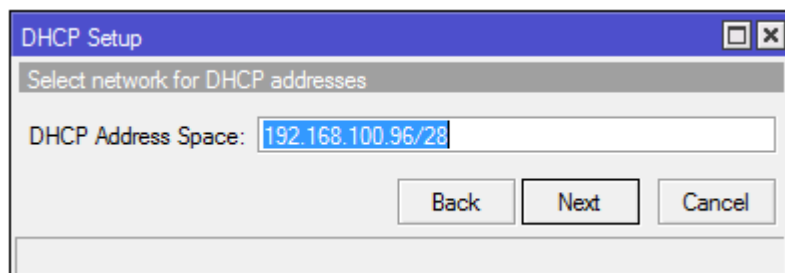 DHCP Setup
Select network for DHCP addresses
DHCP Address Space: 192.168.100.96/28
Back Next Cancel